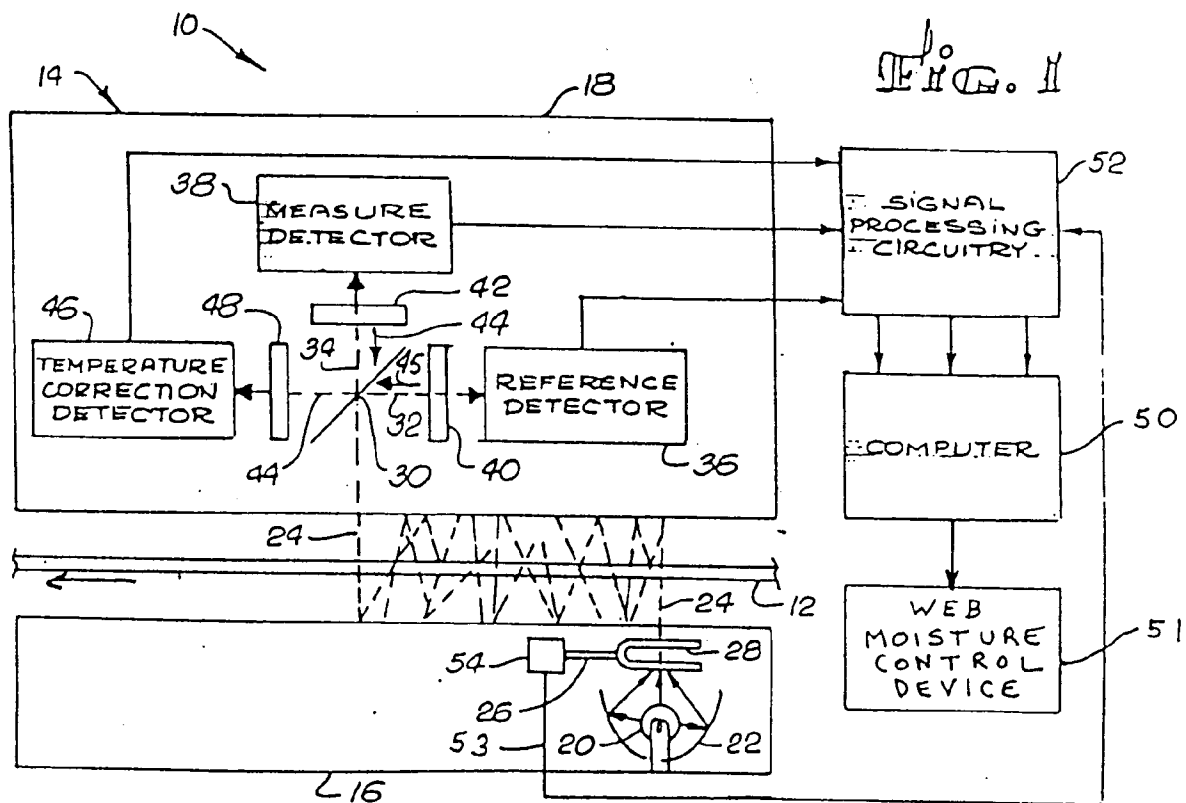 10
Fig. 1
14
18
52
38
MEASURE
DETECTOR
SIGNAL
PROCESSING
CIRCUITRY
42
46
48
44
34
45
TEMPERATURE
CORRECTION
DETECTOR
REFERENCE
DETECTOR
32
50
COMPUTER
44
30
40
36
24
24
12
WEB
MOISTURE
CONTROL
DEVICE
51
54
28
26
53
20
22
16